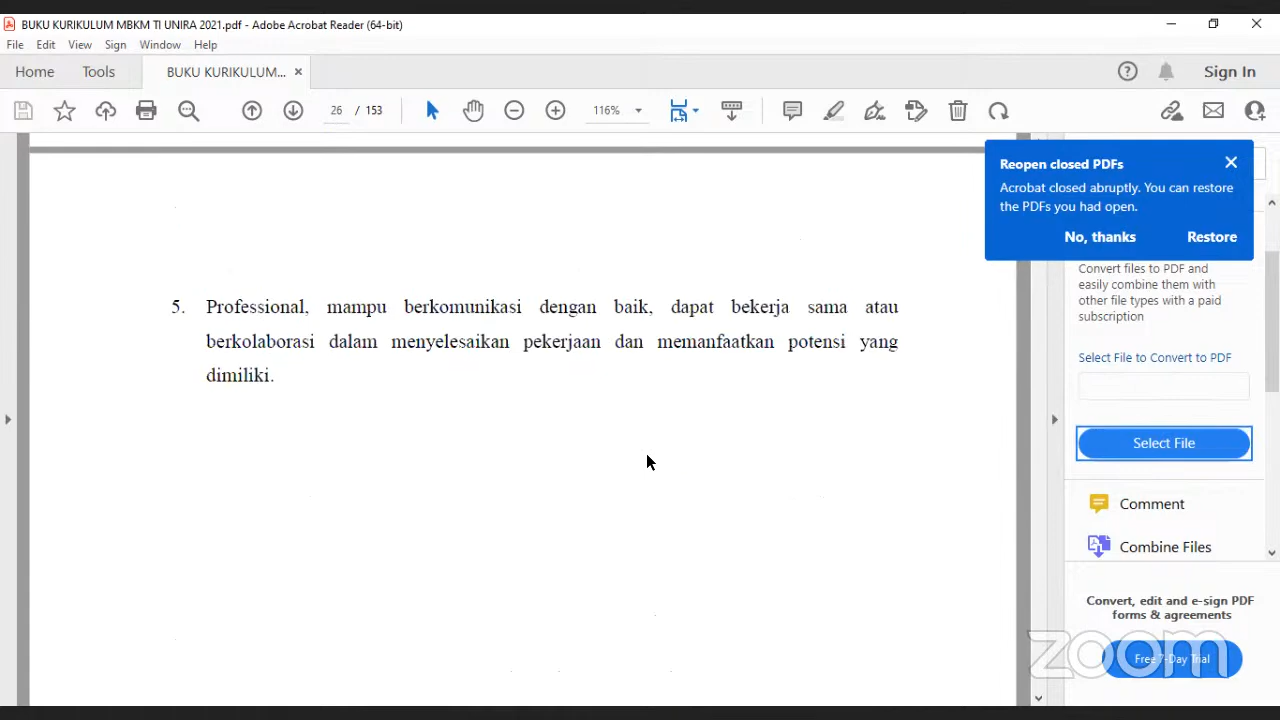 BUKU KURIKULUM MBKM TI UNIRA 2021.pdf - Adobe Acrobat Reader (64-bit)
File Edit View Sign Window Help
Home Tools BUKU KURIKULUM... × Sign In
26 / 153 116%
Reopen closed PDFs
Acrobat closed abruptly. You can restore
the PDFs you had open.
No, thanks Restore
5. Professional, mampu berkomunikasi dengan baik, dapat bekerja sama atau
berkolaborasi dalam menyelesaikan pekerjaan dan memanfaatkan potensi yang
dimiliki.
Convert files to PDF and
easily combine them with
other file types with a paid
subscription
Select File to Convert to PDF
Select File
Comment
Combine Files
Convert, edit and e-sign PDF
forms & agreements
Free 7-Day Trial
zoom